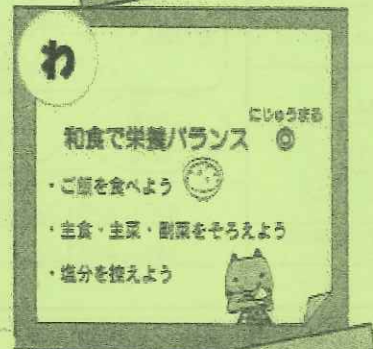 わ
にじゅうまる
和食で栄養バランス ◎
・ご飯を食べよう
・主食・主菜・副菜をそろえよう
・塩分を控えよう